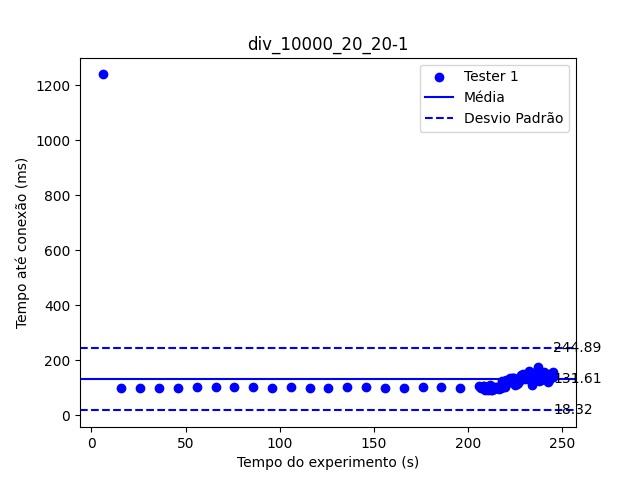 div_10000_20_20-1
Tester 1
Média
Desvio Padrão
Tempo até conexão (ms)
1200
1000
800
600
400
200
0
244.89
131.61
18.32
0
50
100
150
200
250
Tempo do experimento (s)